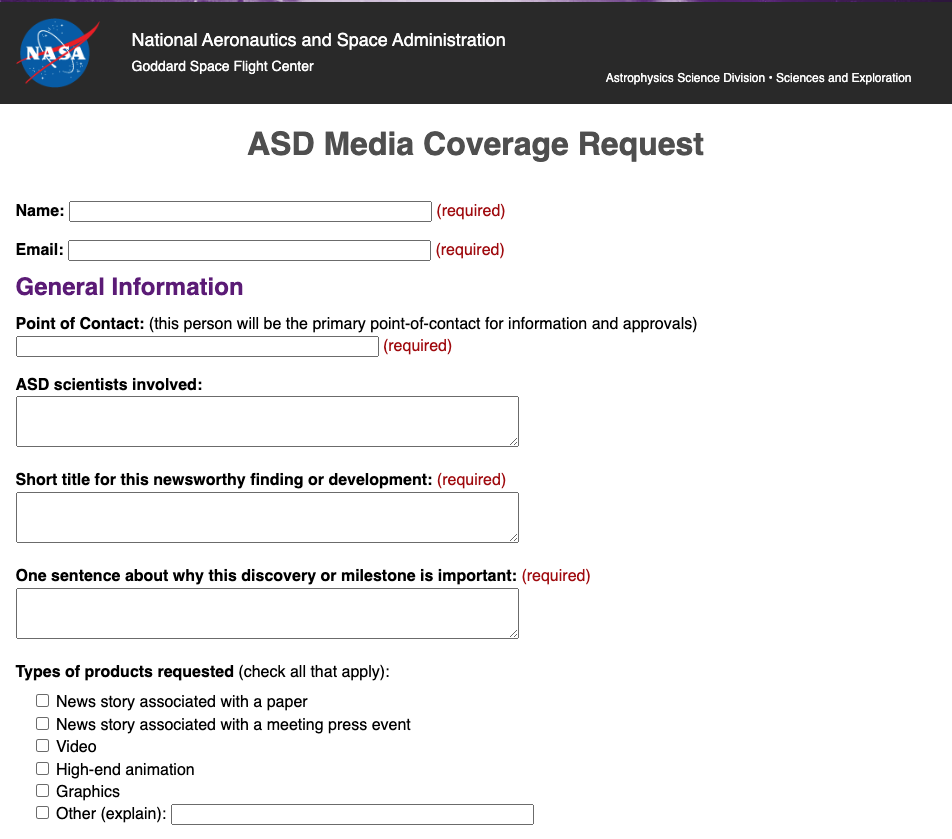 NASA
National Aeronautics and Space Administration
Goddard Space Flight Center
Astrophysics Science Division • Sciences and Exploration
ASD Media Coverage Request
Name: (required)
Email: (required)
General Information
Point of Contact: (this person will be the primary point-of-contact for information and approvals)
(required)
ASD scientists involved:
Short title for this newsworthy finding or development: (required)
One sentence about why this discovery or milestone is important: (required)
Types of products requested (check all that apply):
News story associated with a paper
News story associated with a meeting press event
Video
High-end animation
Graphics
Other (explain):